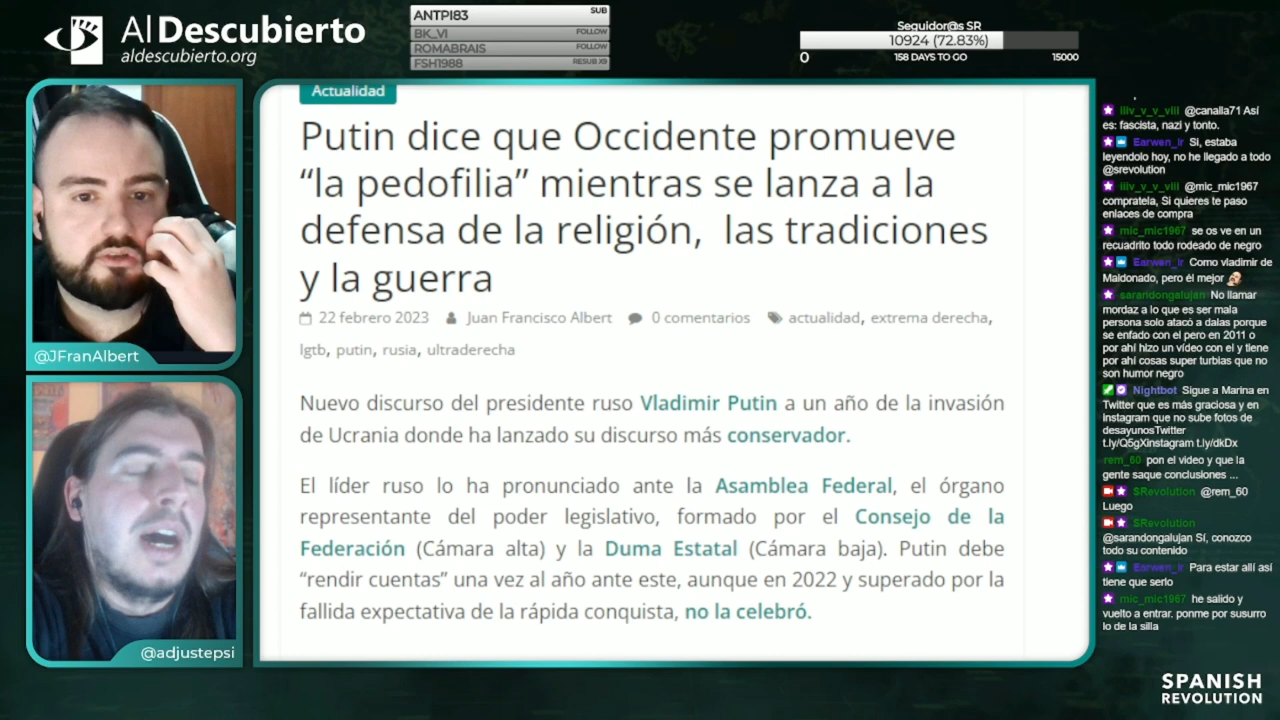 Al Descubierto
aldescubierto.org
ANTPI83 SUB
BK_VI FOLLOW
ROMABRAIS FOLLOW
FSH1988 RESUB X9
Seguidor@s SR
10924 (72.83%)
0 158 DAYS TO GO 15000
Actualidad
Putin dice que Occidente promueve
“la pedofilia” mientras se lanza a la
defensa de la religión, las tradiciones
y la guerra
22 febrero 2023 Juan Francisco Albert 0 comentarios actualidad, extrema derecha,
lgtb, putin, rusia, ultraderecha
Nuevo discurso del presidente ruso Vladimir Putin a un año de la invasión
de Ucrania donde ha lanzado su discurso más conservador.
El líder ruso lo ha pronunciado ante la Asamblea Federal, el órgano
representante del poder legislativo, formado por el Consejo de la
Federación (Cámara alta) y la Duma Estatal (Cámara baja). Putin debe
“rendir cuentas” una vez al año ante este, aunque en 2022 y superado por la
fallida expectativa de la rápida conquista, no la celebró.
@JFranAlbert
@adjustepsi
@canalla71 Así
es: fascista, nazi y tonto.
Earwen_ir Sí, estaba
leyendolo hoy, no he llegado a todo
@srevolution
@mic_mic1967
compratela, Si quieres te paso
enlaces de compra
mic_mic1967 se os ve en un
recuadrito todo rodeado de negro
Earwen_ir Como vladimir de
Maldonado, pero él mejor
sarandongalujan No llamar
mordaz a lo que es ser mala
persona solo atacó a dalas porque
se enfado con el pero en 2011 o
por ahí hizo un vídeo con el y tiene
por ahí cosas super turbias que no
son humor negro
Nightbot Sigue a Marina en
Twitter que es más graciosa y en
instagram que no sube fotos de
desayunosTwitter
t.ly/Q5gXinstagram t.ly/dkDx
rem_60 pon el video y que la
gente saque conclusiones ...
SRevolution @rem_60
Luego
SRevolution
@sarandongalujan Sí, conozco
todo su contenido
Earwen_ir Para estar allí así
tiene que serlo
mic_mic1967 he salido y
vuelto a entrar. ponme por susurro
lo de la silla
SPANISH
REVOLUTION